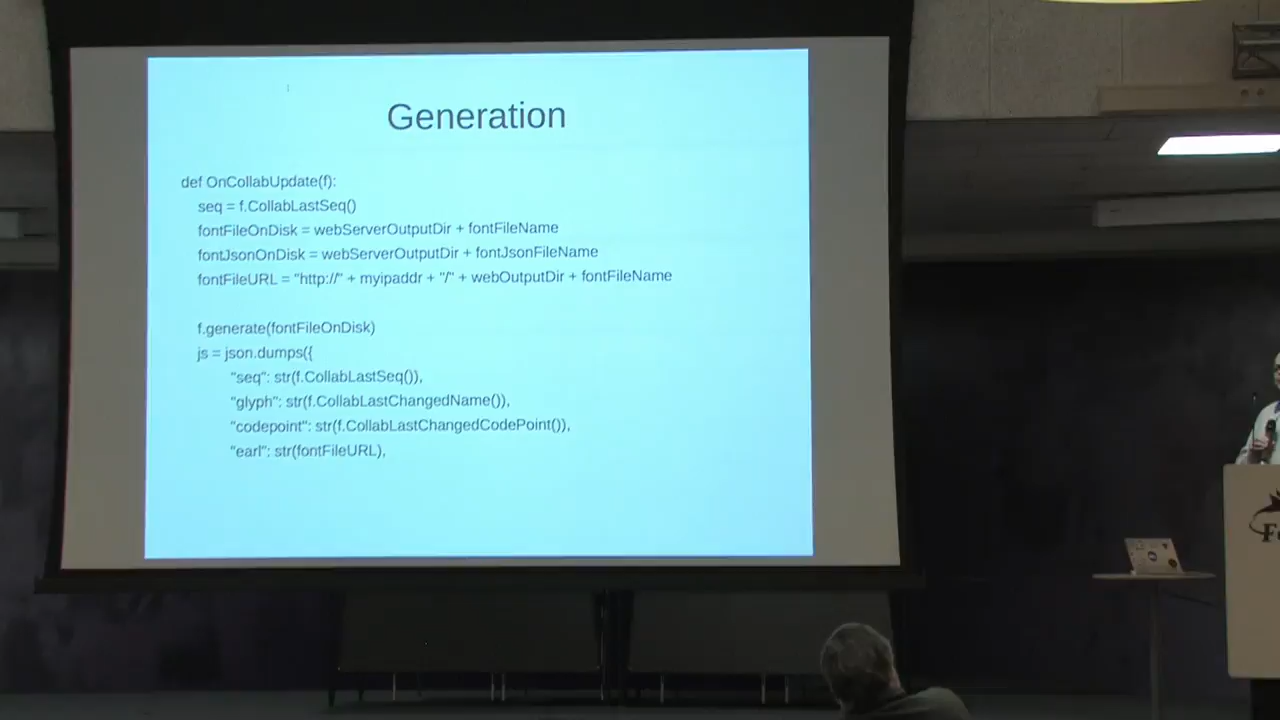 Generation
def OnCollabUpdate(f):
seq = f.CollabLastSeq()
fontFileOnDisk = webServerOutputDir + fontFileName
fontJsonOnDisk = webServerOutputDir + fontJsonFileName
fontFileURL = "http://" + myipaddr + "/" + webOutputDir + fontFileName
f.generate(fontFileOnDisk)
js = json.dumps({
"seq": str(f.CollabLastSeq()),
"glyph": str(f.CollabLastChangedName()),
"codepoint": str(f.CollabLastChangedCodePoint()),
"earl": str(fontFileURL),